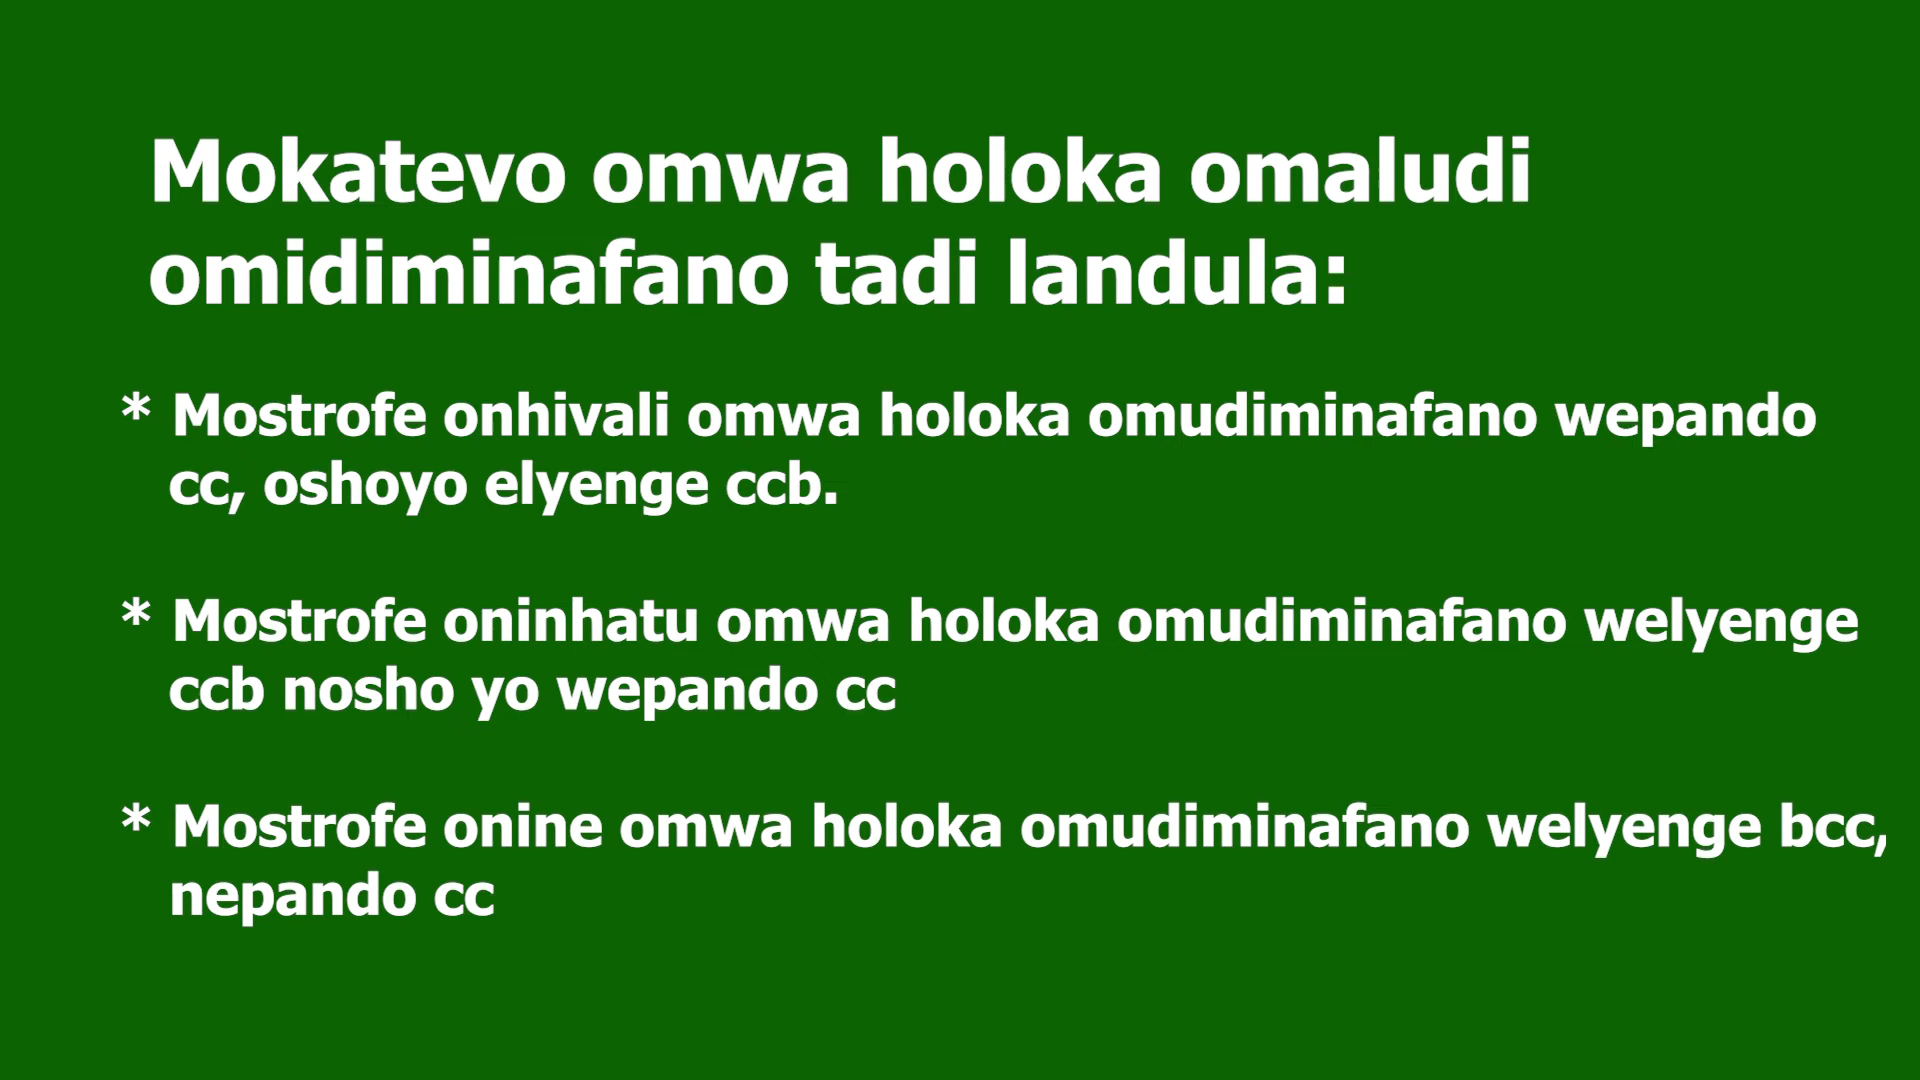 Mokatevo omwa holoka omaludi
omidiminafano tadi landula:
* Mostrofe onhivali omwa holoka omudiminafano wepando
cc, oshoyo elyenge ccb.
* Mostrofe oninhatu omwa holoka omudiminafano welyenge
ccb nosho yo wepando cc
* Mostrofe onine omwa holoka omudiminafano welyenge bcc,
nepando cc